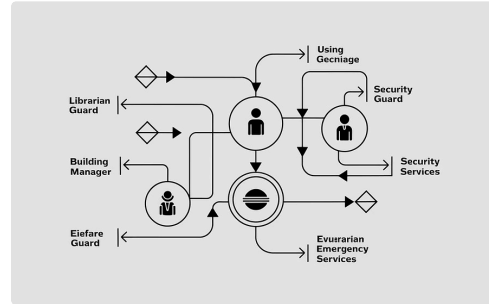 Using
Gecniage
Librarian
Guard
Security
Guard
Building
Manager
Security
Services
Eiefare
Guard
Evurarian
Emergency
Services